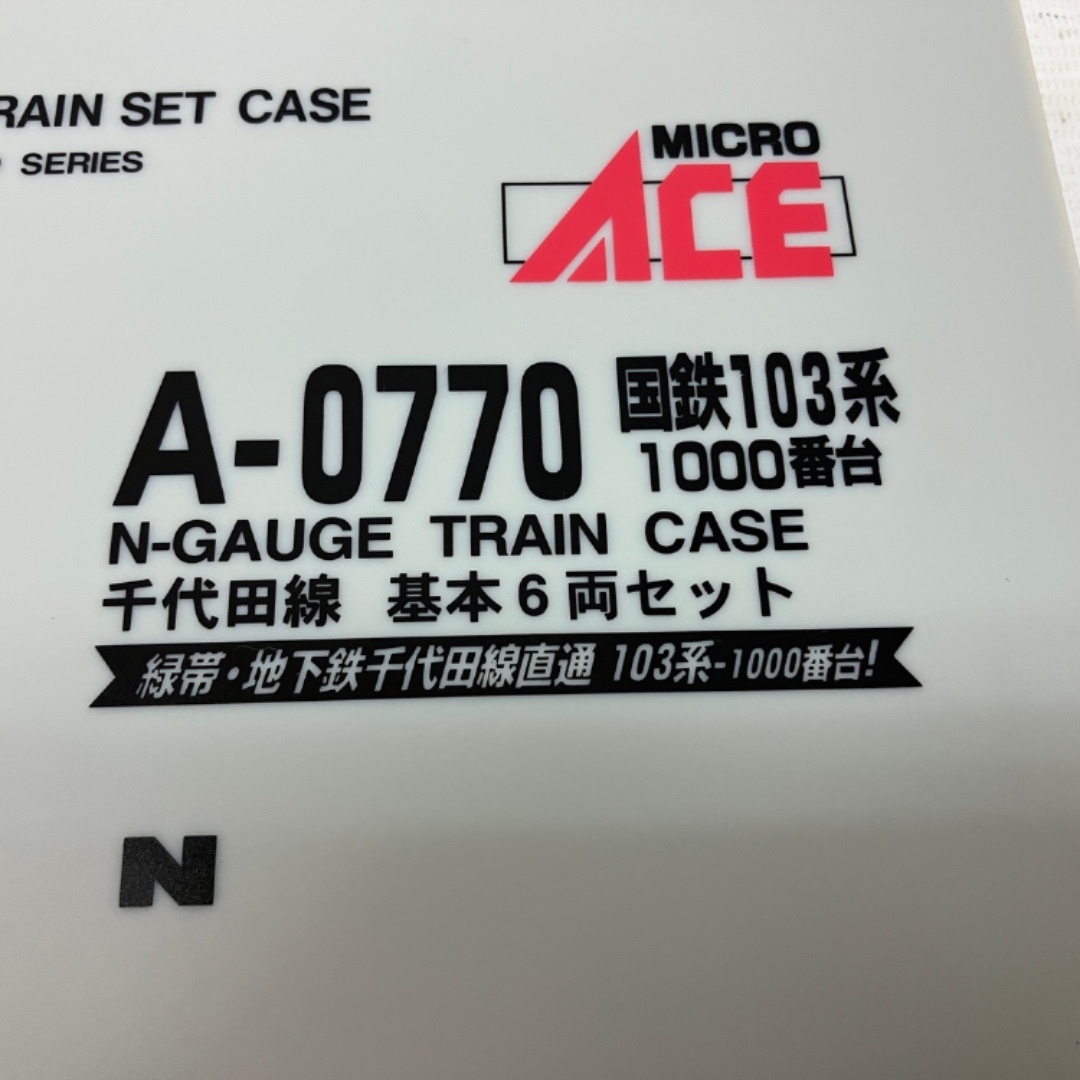 RAIN SET CASE
SERIES
MICRO
ACE
A-0770
国鉄103系
1000番台
N-GAUGE TRAIN CASE
千代田線 基本6両セット
緑帯・地下鉄千代田線直通 103系-1000番台!
N